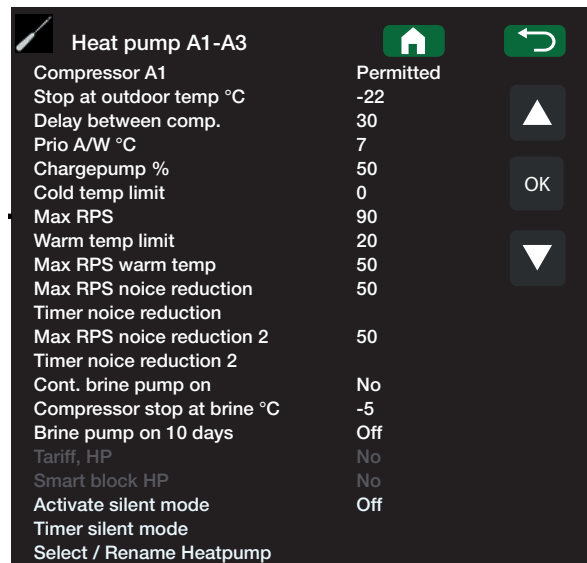 Heat pump A1-A3
Compressor A1 Permitted
Stop at outdoor temp °C -22
Delay between comp. 30
Prio A/W °C 7
Chargepump % 50
Cold temp limit 0
Max RPS 90
Warm temp limit 20
Max RPS warm temp 50
Max RPS noice reduction 50
Timer noice reduction
Max RPS noice reduction 2 50
Timer noice reduction 2
Cont. brine pump on No
Compressor stop at brine °C -5
Brine pump on 10 days Off
Tariff, HP No
Smart block HP No
Activate silent mode Off
Timer silent mode
Select / Rename Heatpump
OK